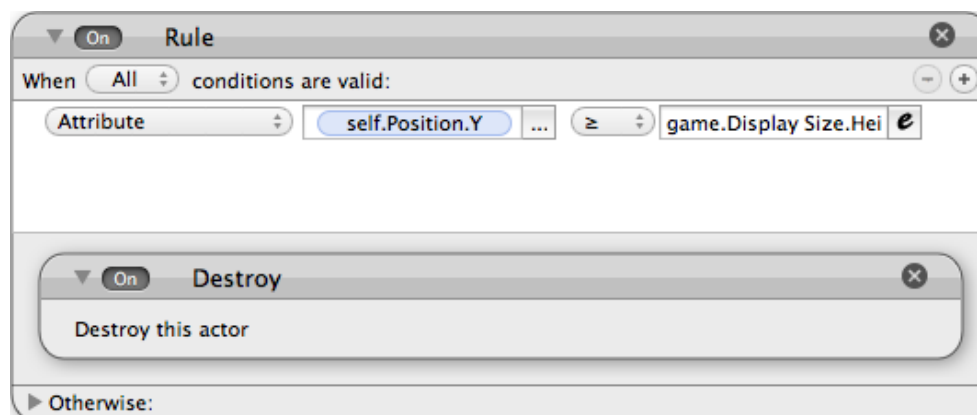 On Rule
When All conditions are valid:
Attribute self.Position.Y ... ≥ game.Display Size.Hei e
On Destroy
Destroy this actor
Otherwise: